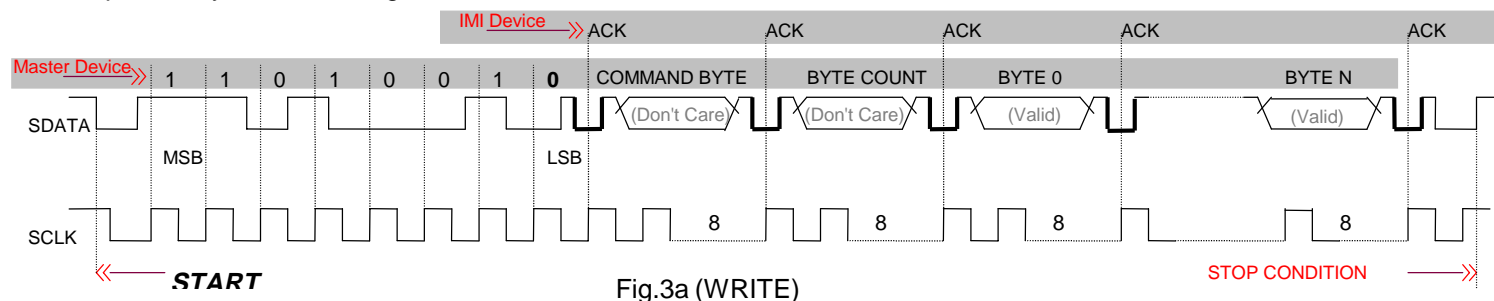 IMI Device
ACK ACK ACK ACK ACK
Master Device
1 1 0 1 0 0 1 0 COMMAND BYTE BYTE COUNT BYTE 0 BYTE N
SDATA (Don't Care) (Don't Care) (Valid) (Valid)
MSB LSB
8 8 8 8
SCLK
START
STOP CONDITION
Fig.3a (WRITE)